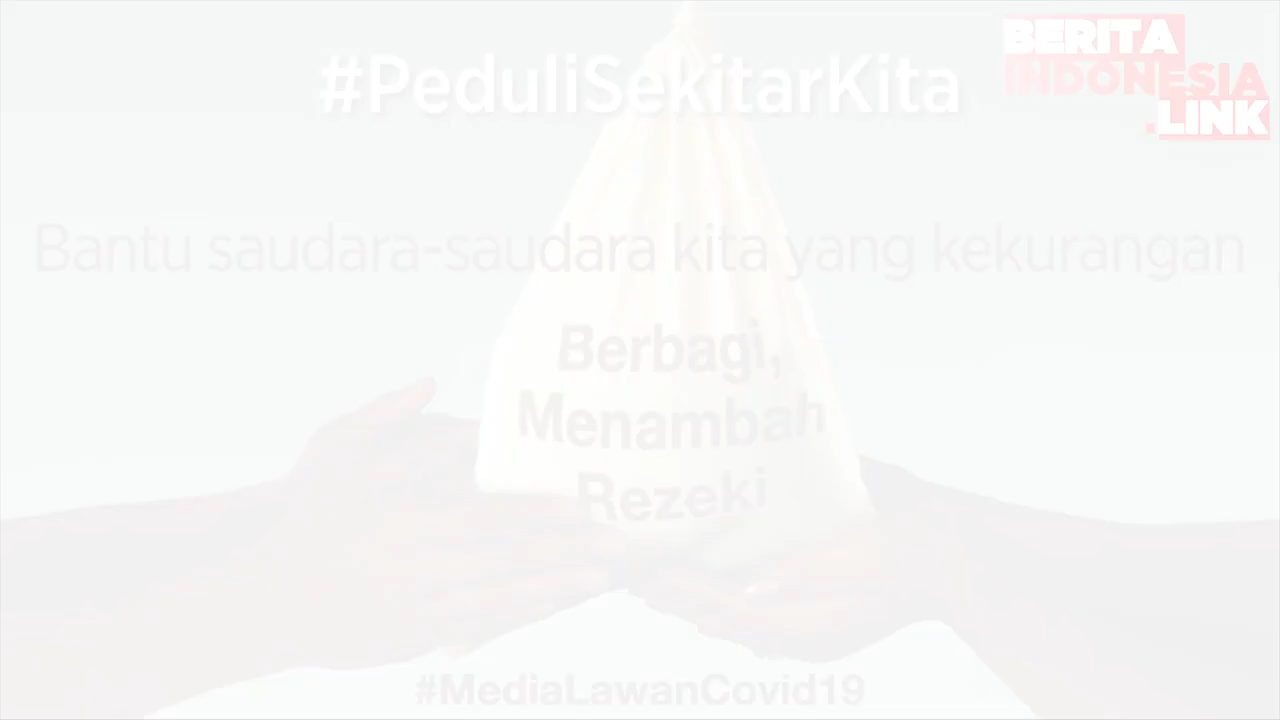 #PeduliSekitarKita
BERITA
INDONESIA
.LINK
Bantu saudara-saudara kita yang kekurangan
Berbagi,
Menambah
Rezeki
#MediaLawanCovid19